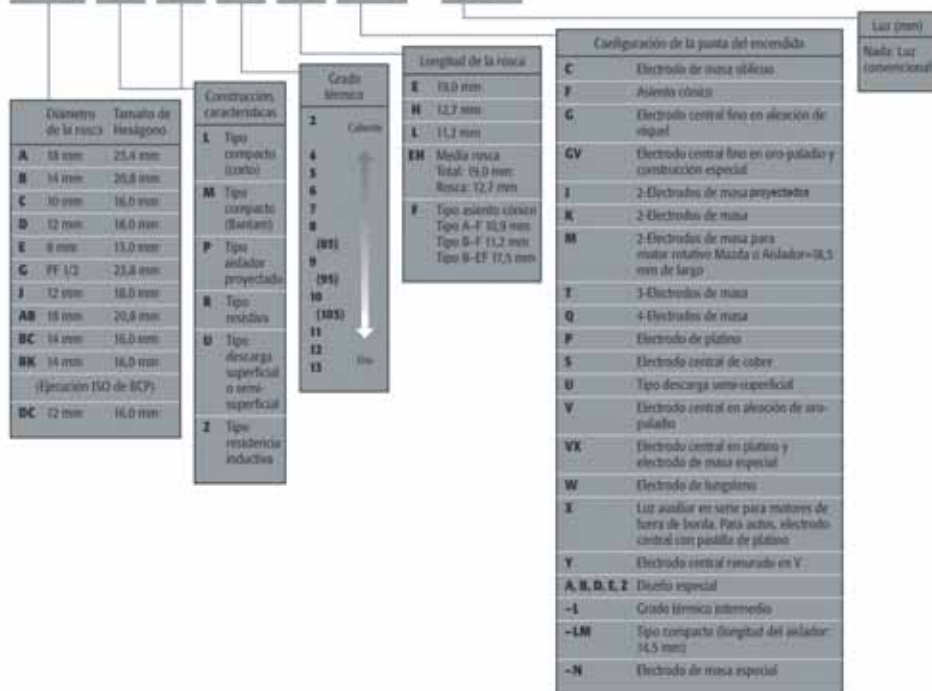 Diámetro de la rosca
Tamaño de Hexágono
A 18 mm 25,4 mm
B 14 mm 20,8 mm
C 10 mm 16,0 mm
D 12 mm 18,0 mm
E 8 mm 13,0 mm
G PF 1/2 23,8 mm
J 12 mm 18,0 mm
AB 18 mm 20,8 mm
BC 14 mm 16,0 mm
BK 14 mm 16,0 mm
(Ejecución ISO de BCP)
DC 12 mm 16,0 mm
Construcción,
características
L Tipo
compacto
(corto)
M Tipo
compacto
(Bantam)
P Tipo
aislador
proyectada
R Tipo
resistivo
U Tipo
descarga
superficial
o semi-
superficial
Z Tipo
resistencia
inductiva
Grado
térmico
2
Caliente
4
5
6
7
8
(85)
9
(95)
10
(105)
11
12
13
Frío
Longitud de la rosca
E 19,0 mm
H 12,7 mm
L 11,2 mm
EH Media rosca
Total: 19,0 mm
Rosca: 12,7 mm
F Tipo asiento cónico
Tipo A-F 10,9 mm
Tipo B-F 11,2 mm
Tipo B-EF 17,5 mm
Configuración de la punta del encendida
C Electrodo de masa oblicuo
F Asiento cónico
G Electrodo central fino en aleación de
níquel
GV Electrodo central fino en oro-paladio y
construcción especial
J 2-Electrodos de masa proyectados
K 2-Electrodos de masa
M 2-Electrodos de masa para
motor rotativo Mazda o Aislador=18,5
mm de largo
T 3-Electrodos de masa
Q 4-Electrodos de masa
P Electrodo de platino
S Electrodo central de cobre
U Tipo descarga semi-superficial
V Electrodo central en aleación de oro-
paladio
VX Electrodo central en platino y
electrodo de masa especial
W Electrodo de tungsteno
X Luz auxiliar en serie para motores de
fuera de borda. Para autos, electrodo
central con pastilla de platino
Y Electrodo central ranurado en V
A, B, D, E, Z Diseño especial
-L Grado térmico intermedio
-LM Tipo compacto (longitud del aislador:
14,5 mm)
-N Electrodo de masa especial
Luz (mm)
Nada: Luz
convencional